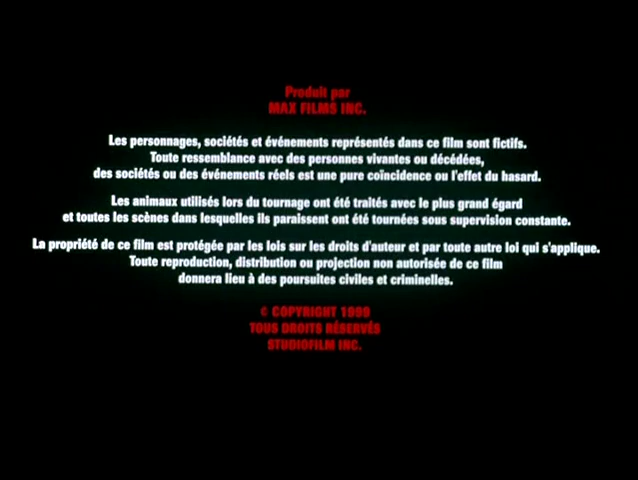 Produit par
MAX FILMS INC.
Les personnages, sociétés et événements représentés dans ce film sont fictifs.
Toute ressemblance avec des personnes vivantes ou décédées,
des sociétés ou des événements réels est une pure coïncidence ou l'effet du hasard.
Les animaux utilisés lors du tournage ont été traités avec le plus grand égard
et toutes les scènes dans lesquelles ils paraissent ont été tournées sous supervision constante.
La propriété de ce film est protégée par les lois sur les droits d'auteur et par toute autre loi qui s'applique.
Toute reproduction, distribution ou projection non autorisée de ce film
donnera lieu à des poursuites civiles et criminelles.
© COPYRIGHT 1999
TOUS DROITS RÉSERVÉS
STUDIOFILM INC.